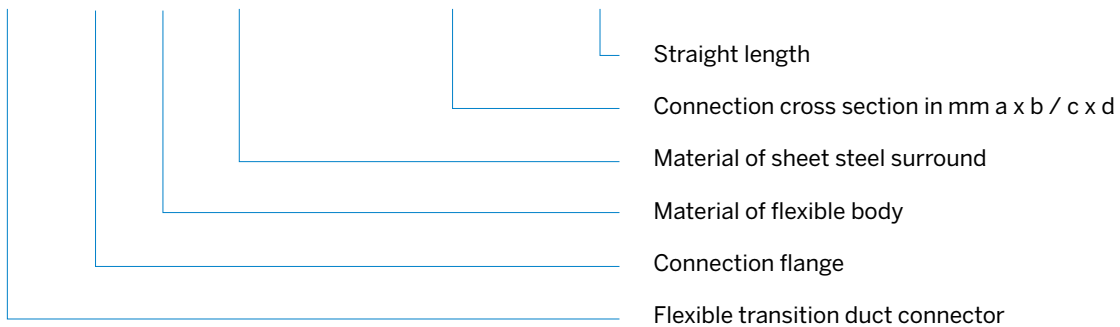 Straight length
Connection cross section in mm a x b / c x d
Material of sheet steel surround
Material of flexible body
Connection flange
Flexible transition duct connector